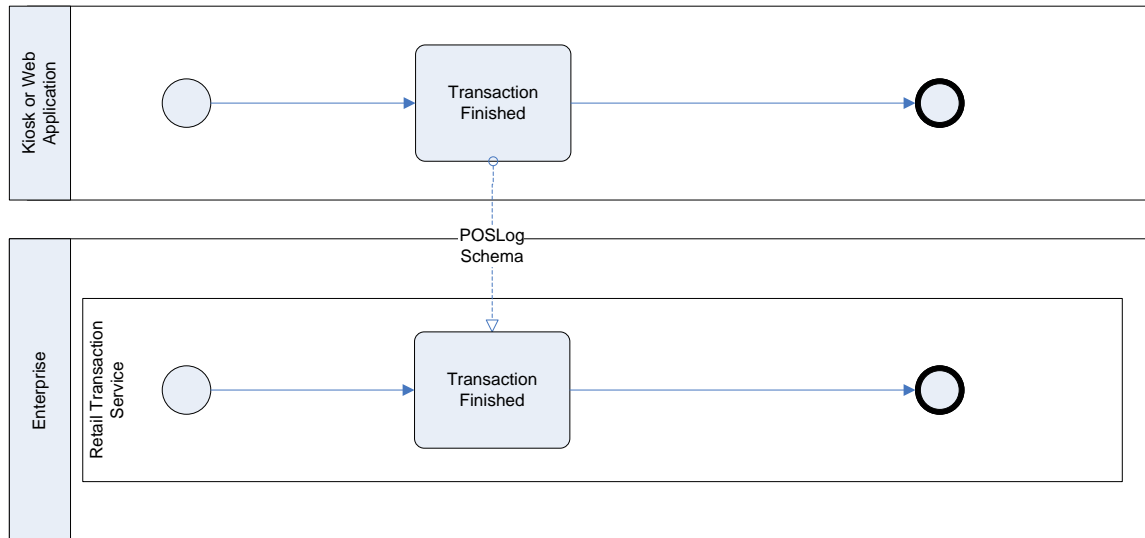 Kiosk or Web
Application
Transaction
Finished
POSLog
Schema
Enterprise
Retail Transaction
Service
Transaction
Finished